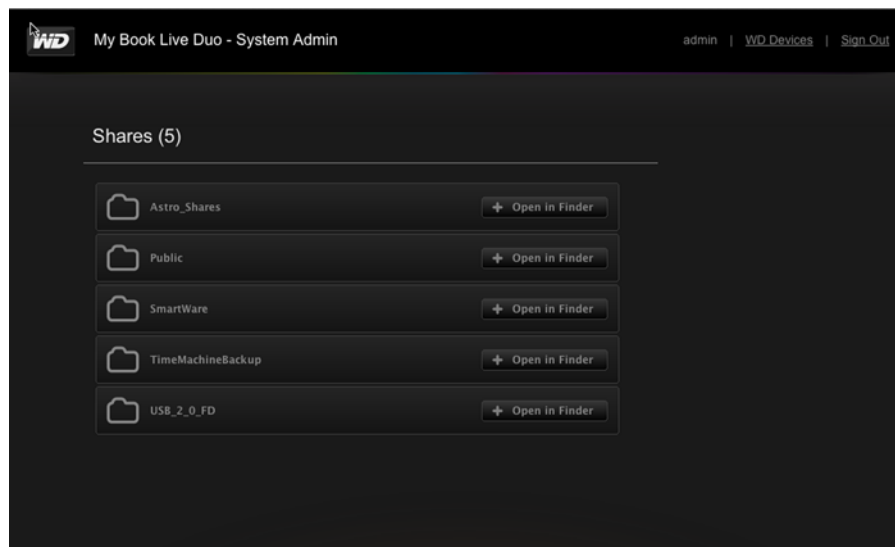 WD My Book Live Duo - System Admin admin | WD Devices | Sign Out
Shares (5)
Astro_Shares + Open in Finder
Public + Open in Finder
SmartWare + Open in Finder
TimeMachineBackup + Open in Finder
USB_2_0_FD + Open in Finder